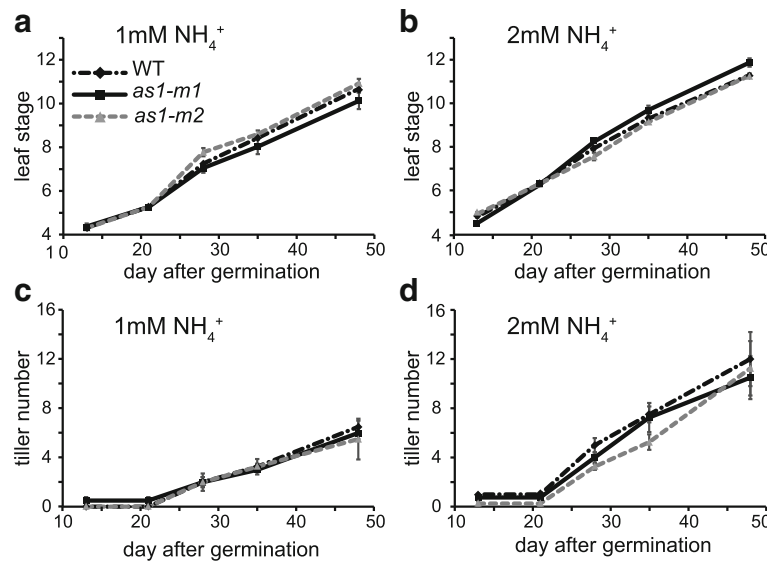 a
1mM NH4+
12
10
8
6
4
leaf stage
WT
as1-m1
as1-m2
10 20 30 40 50
day after germination
b
2mM NH4+
12
10
8
6
4
leaf stage
10 20 30 40 50
day after germination
c
1mM NH4+
16
12
8
4
0
tiller number
10 20 30 40 50
day after germination
d
2mM NH4+
16
12
8
4
0
tiller number
10 20 30 40 50
day after germination